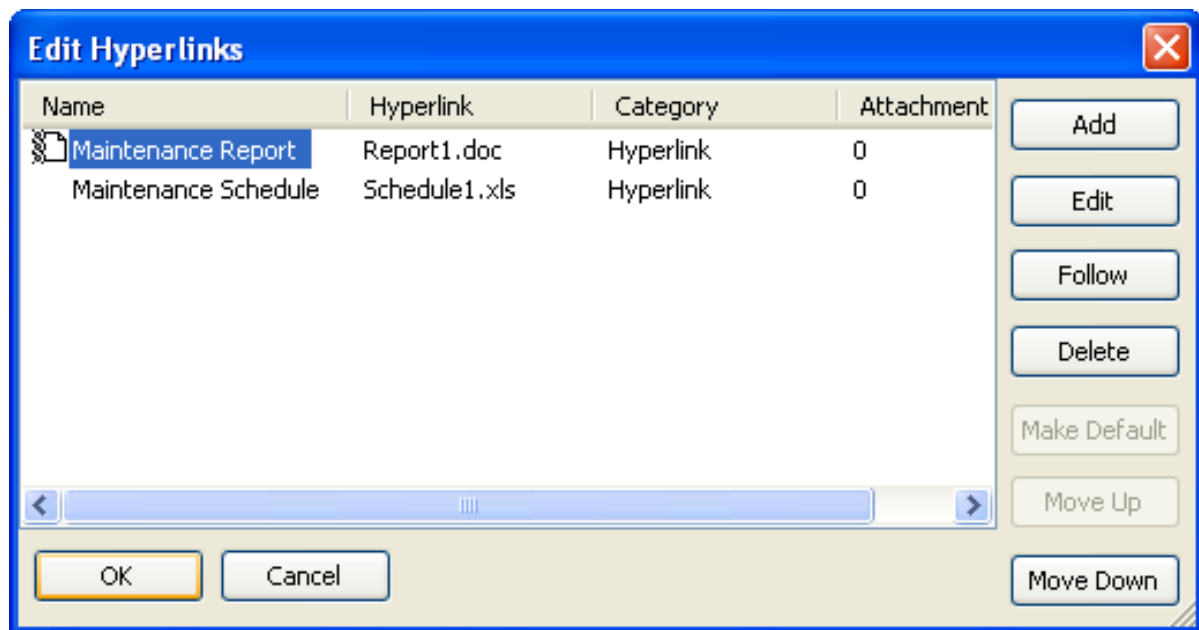 Edit Hyperlinks
Name Hyperlink Category Attachment
Maintenance Report Report1.doc Hyperlink 0
Maintenance Schedule Schedule1.xls Hyperlink 0
Add
Edit
Follow
Delete
Make Default
Move Up
Move Down
OK Cancel